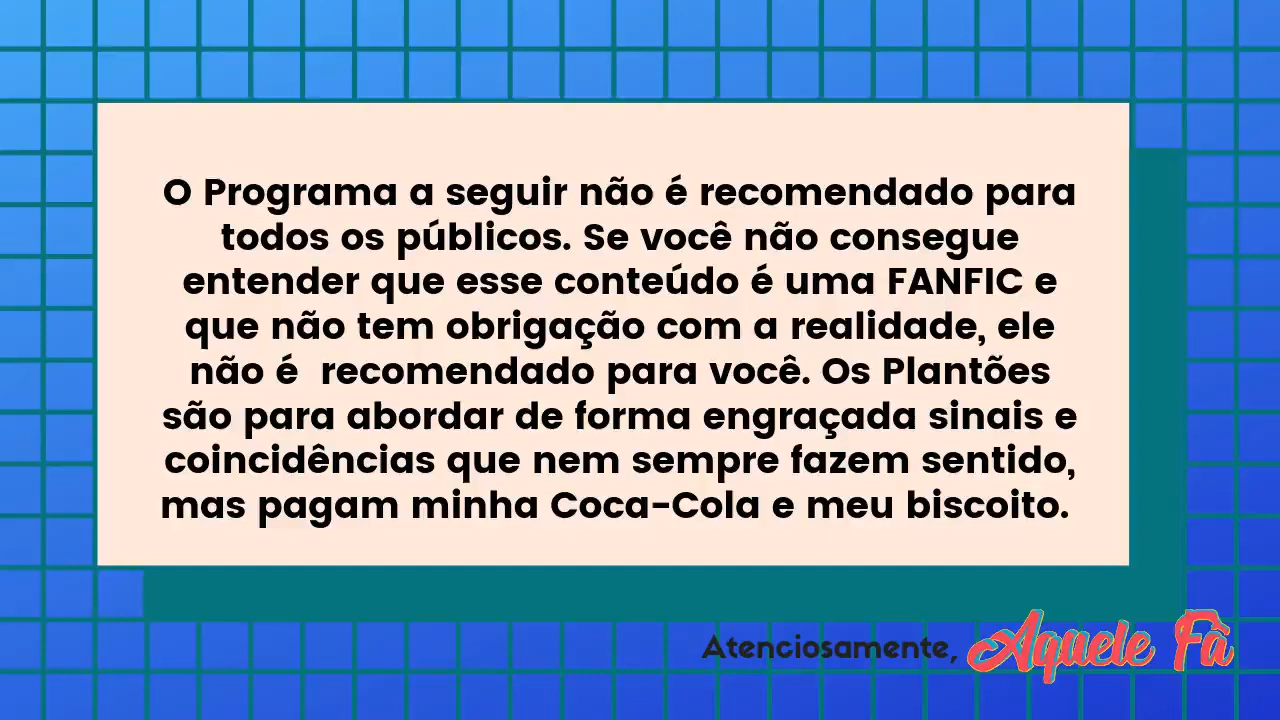 O Programa a seguir não é recomendado para
todos os públicos. Se você não consegue
entender que esse conteúdo é uma FANFIC e
que não tem obrigação com a realidade, ele
não é  recomendado para você. Os Plantões
são para abordar de forma engraçada sinais e
coincidências que nem sempre fazem sentido,
mas pagam minha Coca-Cola e meu biscoito.
Atenciosamente, Aquele Fã